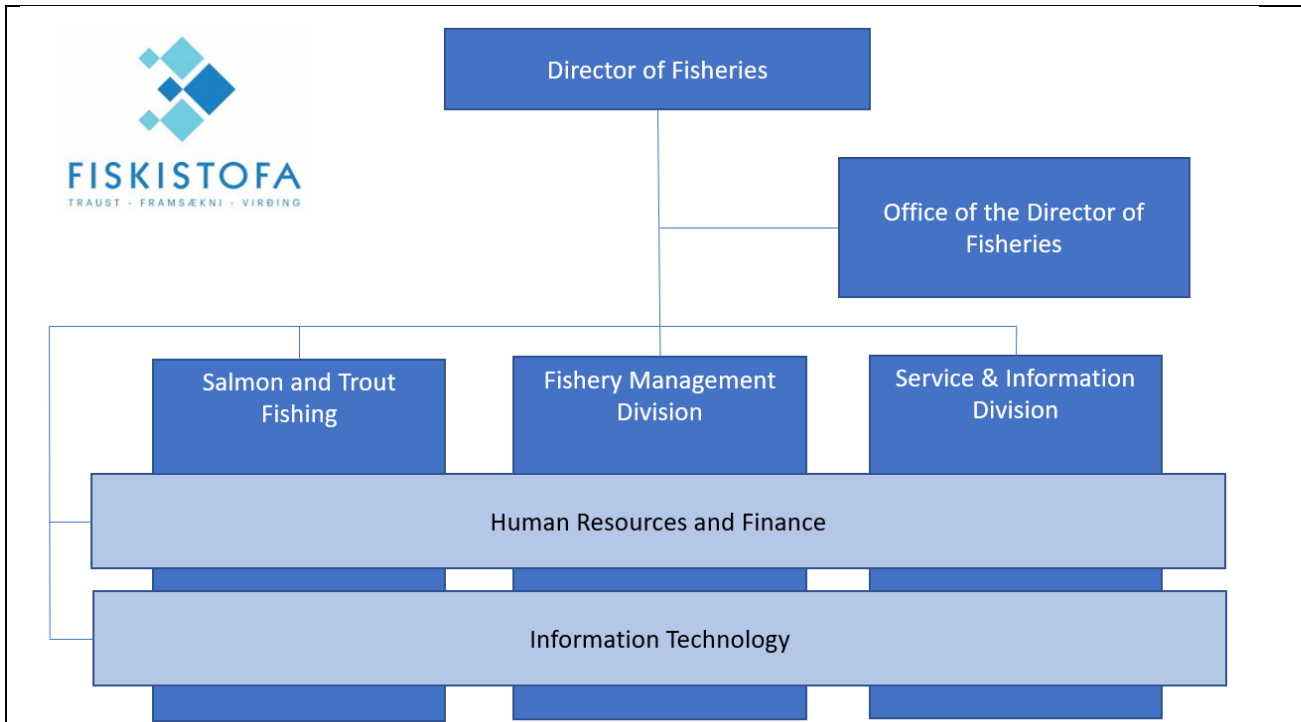 FISKISTOFA
TRAUST - FRAMSÆKNI - VIRÐING
Director of Fisheries
Office of the Director of
Fisheries
Salmon and Trout
Fishing
Fishery Management
Division
Service & Information
Division
Human Resources and Finance
Information Technology